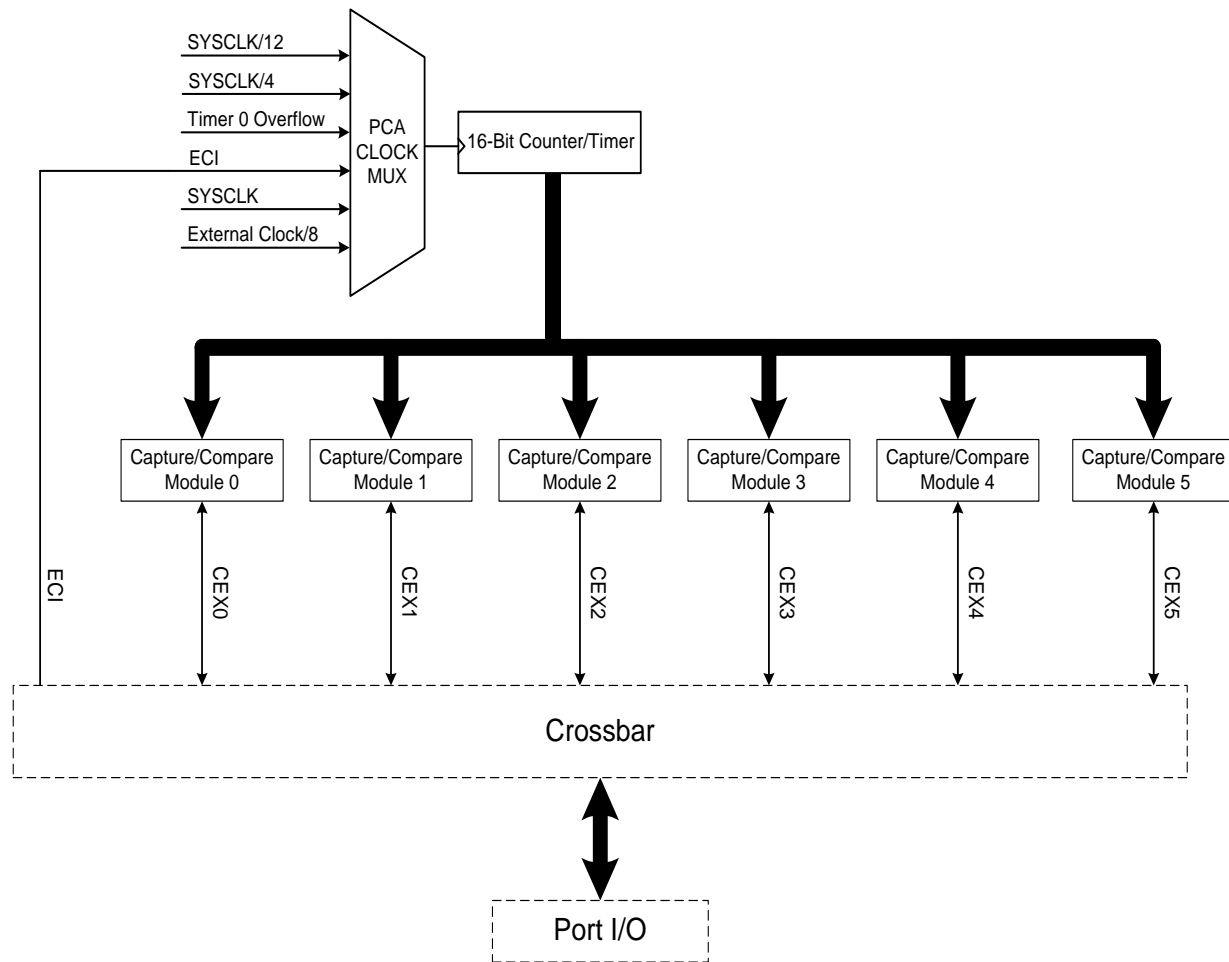 SYSCLK/12
SYSCLK/4
Timer 0 Overflow
ECI
SYSCLK
External Clock/8
PCA
CLOCK
MUX
16-Bit Counter/Timer
Capture/Compare
Module 0
Capture/Compare
Module 1
Capture/Compare
Module 2
Capture/Compare
Module 3
Capture/Compare
Module 4
Capture/Compare
Module 5
ECI
CEX0
CEX1
CEX2
CEX3
CEX4
CEX5
Crossbar
Port I/O